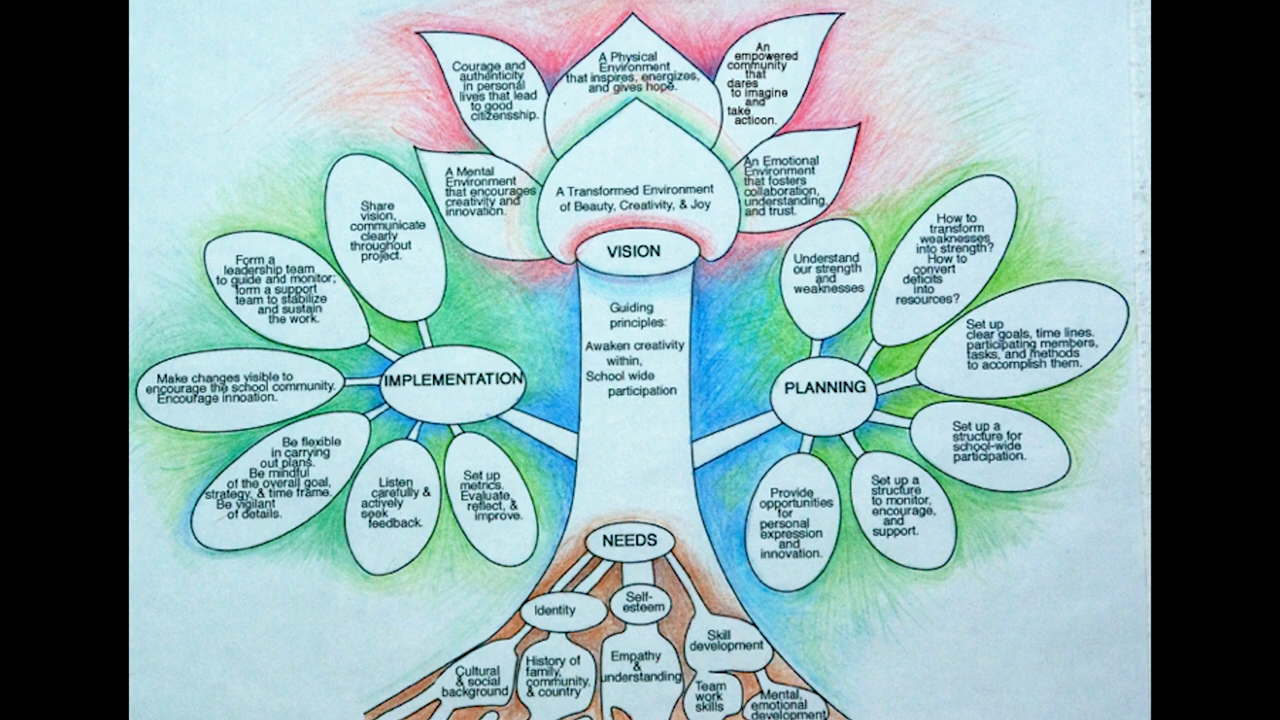 Courage and
authenticity
in personal
lives that lead
to good
citizensship.
A Physical
Environment
that inspires, energizes,
and gives hope.
An
empowered
community
that
dares
to imagine
and
take
actioon.
A Mental
Environment
that encourages
creativity and
innovation.
A Transformed Environment
of Beauty, Creativity, & Joy
An Emotional
Environment
that fosters
collaboration,
understanding,
and trust.
VISION
Guiding
principles:
Awaken creativity
within,
School wide
participation
Share
vision,
communicate
clearly
throughout
project.
Form a
leadership team
to guide and monitor;
form a support
team to stabilize
and sustain
the work.
Make changes visible to
encourage the school community.
Encourage innoation.
Be flexible
in carrying
out plans.
Be mindful
of the overall goal,
strategy, & time frame.
Be vigilant
of details.
Listen
carefully &
actively
seek
feedback.
Set up
metrics.
Evaluate,
reflect, &
improve.
IMPLEMENTATION
PLANNING
Understand
our strength
and
weaknesses
How to
transform
weaknesses
into strength?
How to
convert
deficits
into
resources?
Set up
clear goals, time lines.
participating members,
tasks, and methods
to accomplish them.
Set up a
structure for
school-wide
participation.
Set up a
structure
to monitor,
encourage,
and
support.
Provide
opportunities
for
personal
expression
and
innovation.
NEEDS
Identity
Self-
esteem
Skill
development
Cultural
& social
background
History of
family,
community,
& country
Empathy
&
understanding
Team
work
skills
Mental,
emotional
development